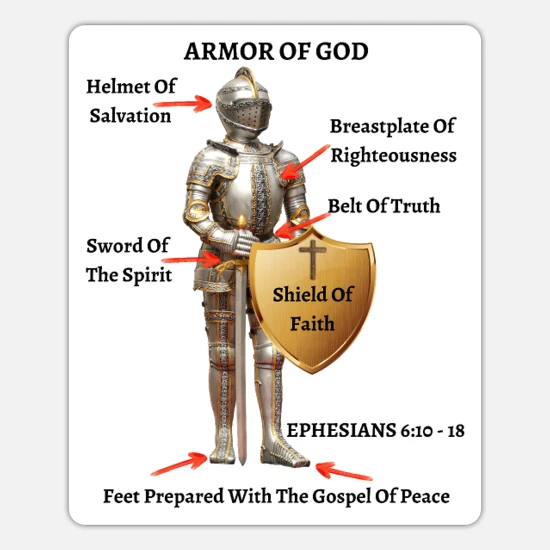 ARMOR OF GOD
Helmet Of
Salvation
Breastplate Of
Righteousness
Belt Of Truth
Sword Of
The Spirit
Shield Of
Faith
EPHESIANS 6:10 - 18
Feet Prepared With The Gospel Of Peace